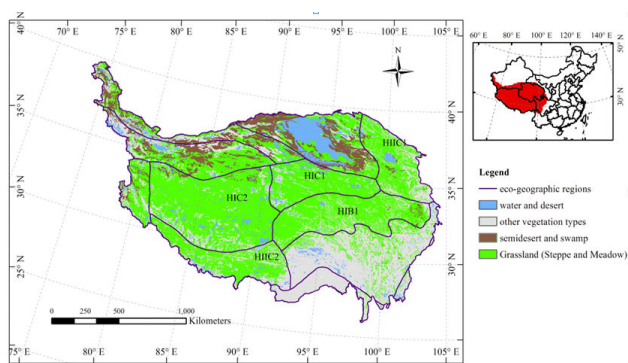 70° E 75° E 80° E 85° E 90° E 95° E 100° E 105° E
40° N
35° N
30° N
25° N
40° N
35° N
30° N
N
HIIC1
HIC1
HIC2
HIB1
HIIC2
0 250 500 1,000
Kilometers
75° E 80° E 85° E 90° E 95° E 100° E 105° E
60° E 80° E 100° E 120° E
50° N
30° N
Legend
eco-geographic regions
water and desert
other vegetation types
semidesert and swamp
Grassland (Steppe and Meadow)